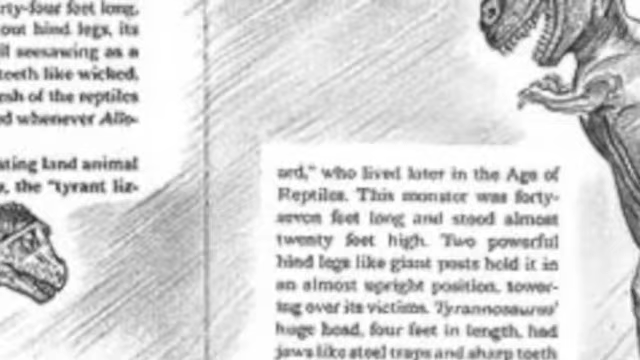 rty-four feet long,
out hind legs, its
il seesawing as a
teeth like wicked,
esh of the reptiles
d whenever Allo-
ating land animal
, the "tyrant liz-
ard," who lived later in the Age of
Reptiles. This monster was forty-
seven feet long and stood almost
twenty feet high. Two powerful
hind legs like giant posts held it in
an almost upright position, tower-
ing over its victims. Tyrannosaurus'
huge head, four feet in length, had
jaws like steel traps and sharp teeth